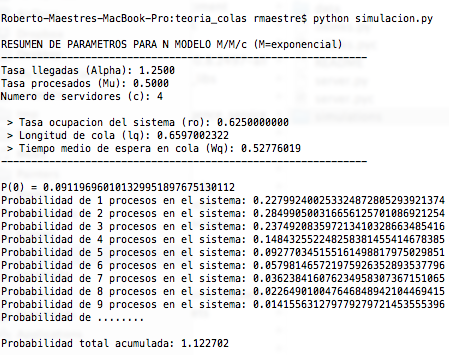 Roberto-Maestres-MacBook-Pro:teoria_colas rmaestre$ python simulacion.py
RESUMEN DE PARAMETROS PARA N MODELO M/M/c (M=exponencial)
---------------------------------------------------------------
Tasa llegadas (Alpha): 1.2500
Tasa procesados (Mu): 0.5000
Numero de servidores (c): 4
> Tasa ocupacion del sistema (ro): 0.6250000000
> Longitud de cola (lq): 0.6597002322
> Tiempo medio de espera en cola (Wq): 0.52776019
---------------------------------------------------------------
P(0) = 0.091196960101329951897675130112
Probabilidad de 1 procesos en el sistema: 0.227992400253324872805293921374
Probabilidad de 2 procesos en el sistema: 0.284990500316656125701086921254
Probabilidad de 3 procesos en el sistema: 0.237492083597213410328663485416
Probabilidad de 4 procesos en el sistema: 0.148432552248258381455414678385
Probabilidad de 5 procesos en el sistema: 0.092770345155161498817975029851
Probabilidad de 6 procesos en el sistema: 0.057981465721975926352893537796
Probabilidad de 7 procesos en el sistema: 0.036238416076234958307367151065
Probabilidad de 8 procesos en el sistema: 0.022649010047646848942104469415
Probabilidad de 9 procesos en el sistema: 0.014155631279779279721453555396
Probabilidad de ........
Probabilidad total acumulada: 1.122702